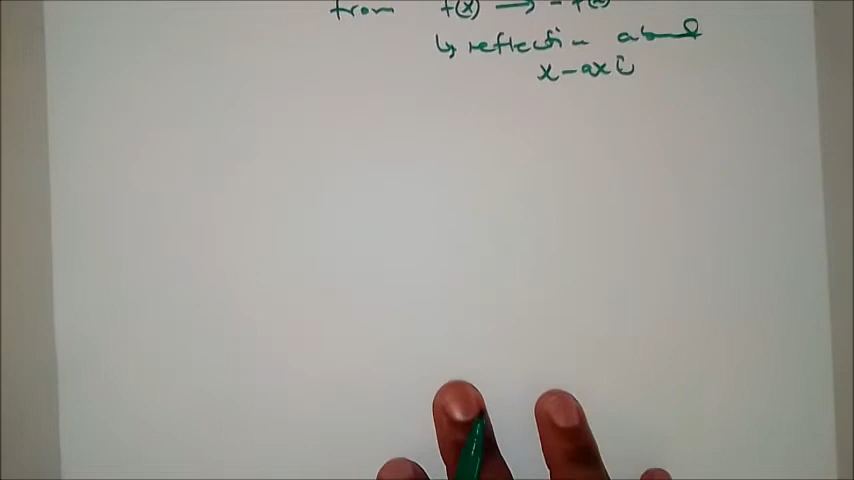 from f(x) → - f(x)
↳ reflection about
x-axis